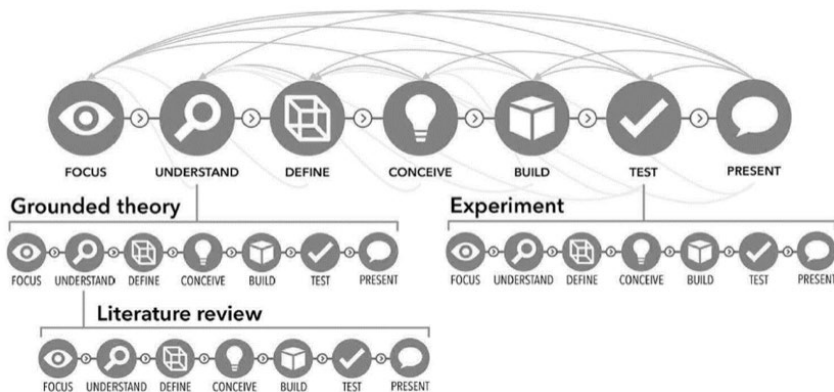 FOCUS UNDERSTAND DEFINE CONCEIVE BUILD TEST PRESENT
Grounded theory
FOCUS UNDERSTAND DEFINE CONCEIVE BUILD TEST PRESENT
Experiment
FOCUS UNDERSTAND DEFINE CONCEIVE BUILD TEST PRESENT
Literature review
FOCUS UNDERSTAND DEFINE CONCEIVE BUILD TEST PRESENT